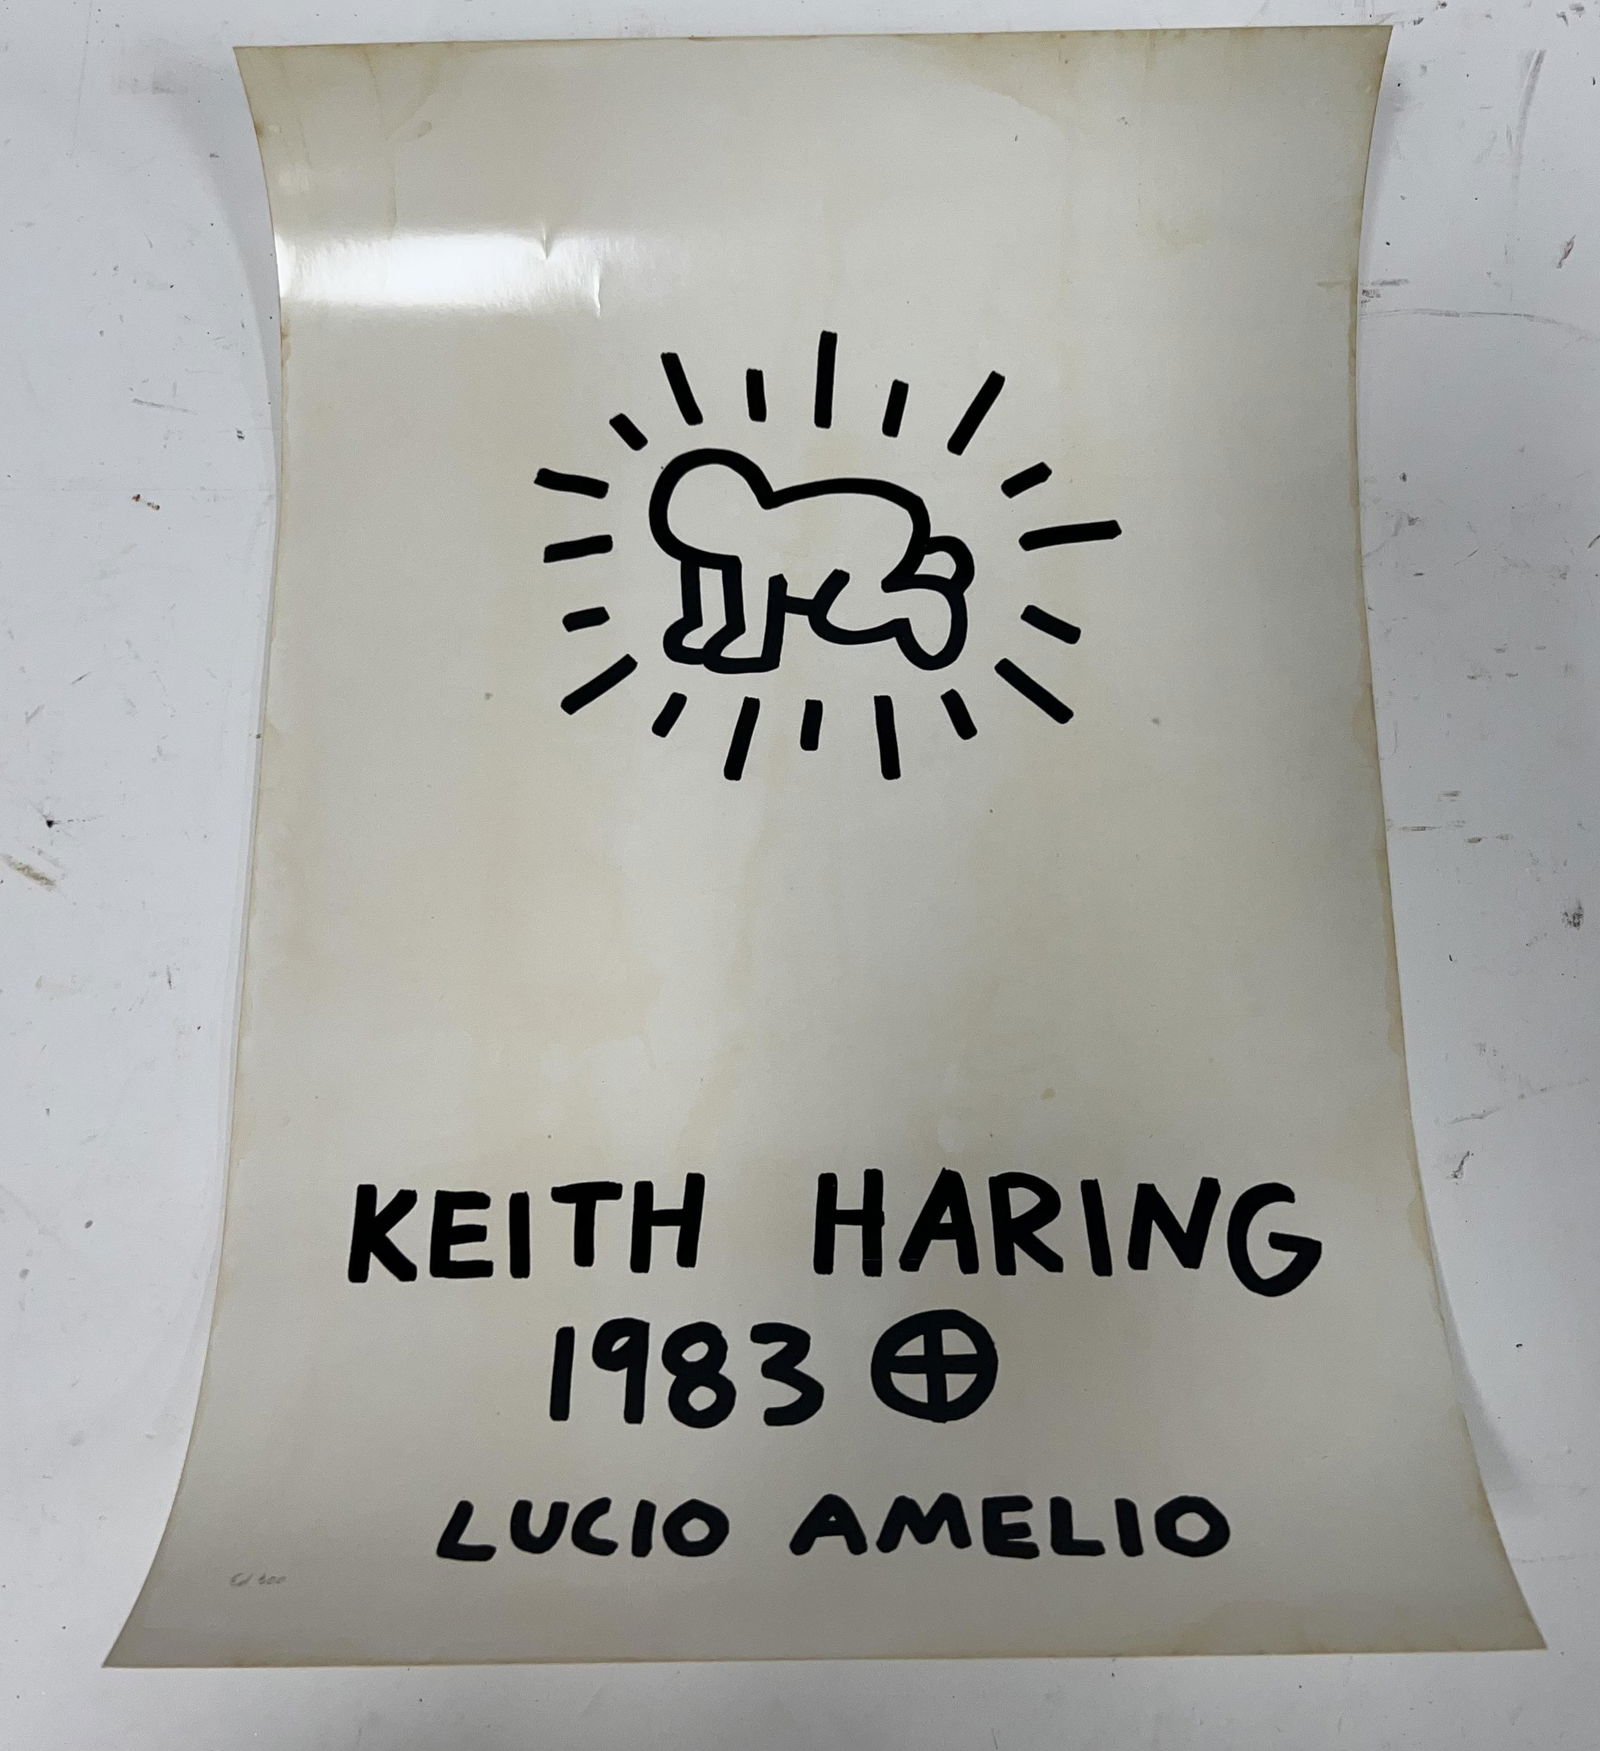 KEITH HARING
1983 ⊕
LUCIO AMELIO